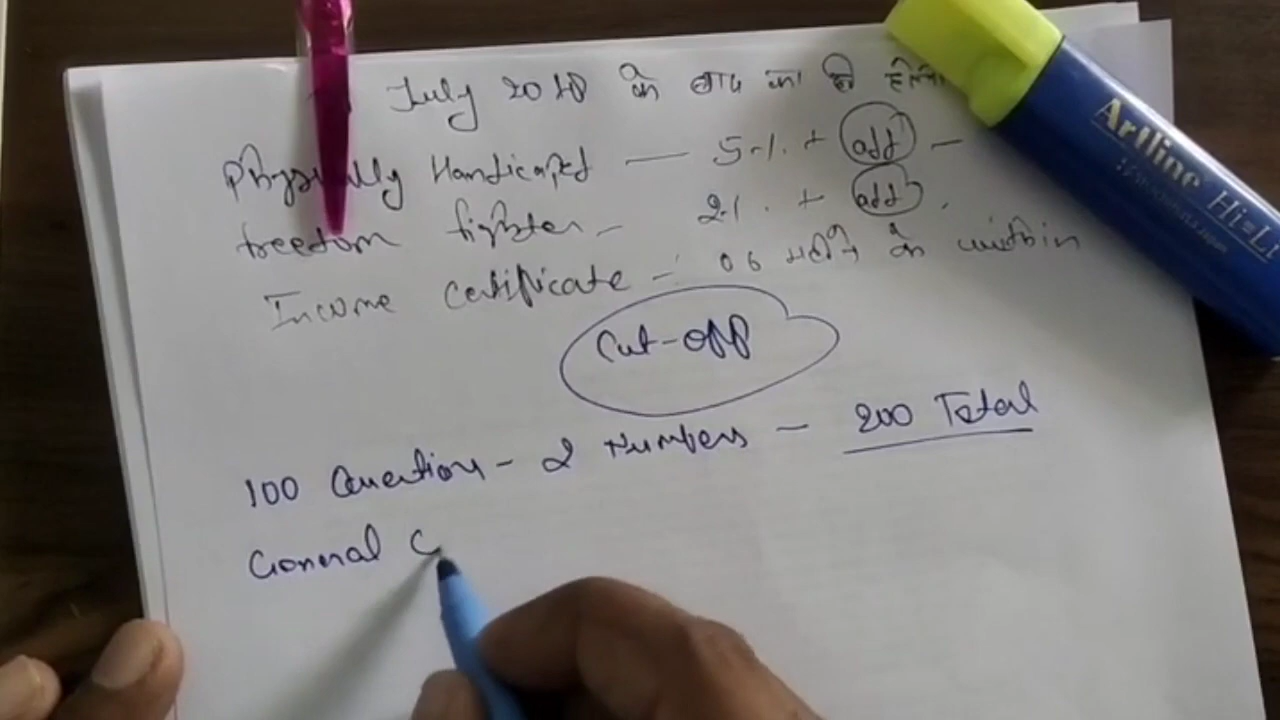 July 2018 के बाद का ही होनी
Physically Handicaped — 5%. + add —
freedom fighter - 2%. + add.
Income certificate - 06 महीने के within
Cut-off
100 Question - 2 Numbers - 200 Total
General C
Artline Hi-LI